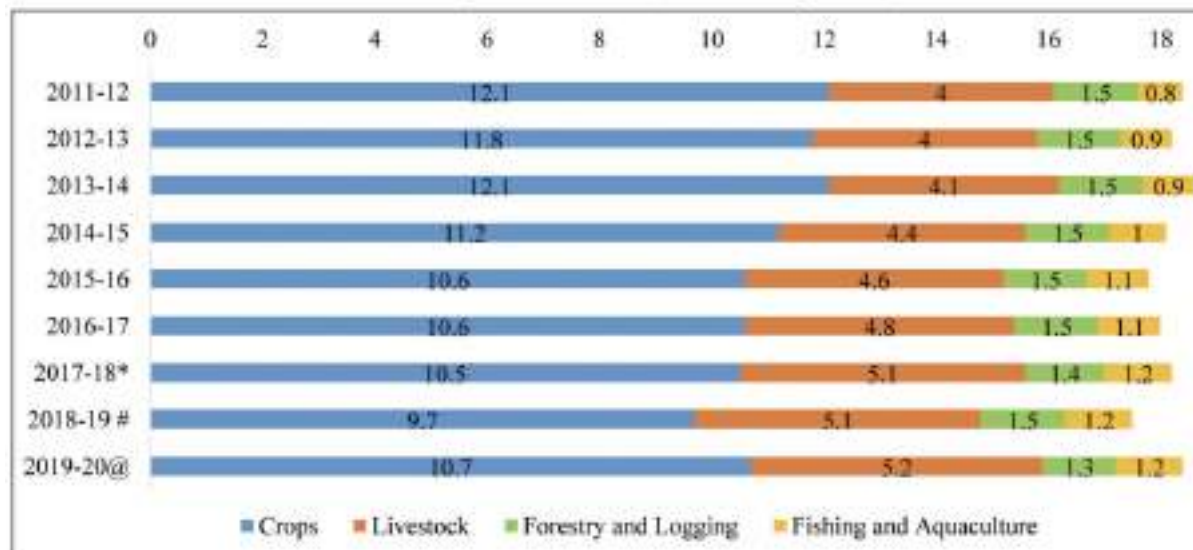 0 2 4 6 8 10 12 14 16 18
2011-12 12.1 4 1.5 0.8
2012-13 11.8 4 1.5 0.9
2013-14 12.1 4.1 1.5 0.9
2014-15 11.2 4.4 1.5 1
2015-16 10.6 4.6 1.5 1.1
2016-17 10.6 4.8 1.5 1.1
2017-18* 10.5 5.1 1.4 1.2
2018-19 # 9.7 5.1 1.5 1.2
2019-20@ 10.7 5.2 1.3 1.2
Crops Livestock Forestry and Logging Fishing and Aquaculture